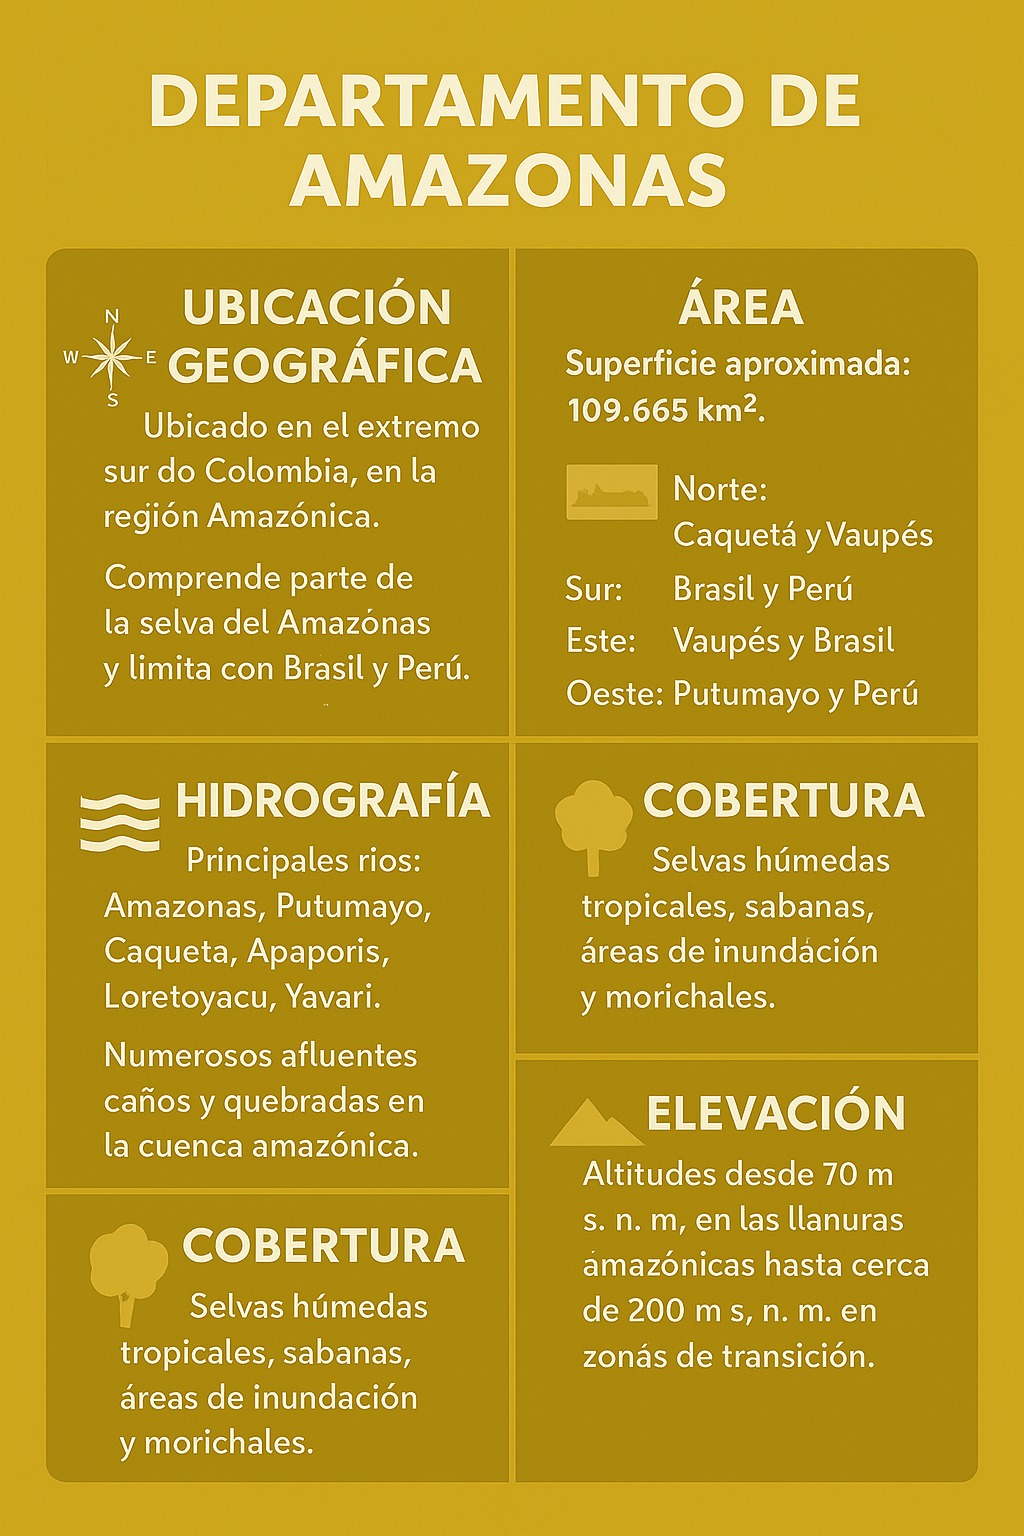 DEPARTAMENTO DE
AMAZONAS
UBICACIÓN
GEOGRÁFICA
N
W E
S
Ubicado en el extremo
sur do Colombia, en la
región Amazónica.
Comprende parte de
la selva del Amazónas
y limita con Brasil y Perú.
ÁREA
Superficie aproximada:
109.665 km².
Norte:
Caquetá y Vaupés
Sur: Brasil y Perú
Este: Vaupés y Brasil
Oeste: Putumayo y Perú
HIDROGRAFÍA
Principales rios:
Amazonas, Putumayo,
Caqueta, Apaporis,
Loretoyacu, Yavari.
Numerosos afluentes
caños y quebradas en
la cuenca amazónica.
COBERTURA
Selvas húmedas
tropicales, sabanas,
áreas de inundáción
y morichales.
COBERTURA
Selvas húmedas
tropicales, sabanas,
áreas de inundación
y morichales.
ELEVACIÓN
Altitudes desde 70 m
s. n. m, en las llanuras
ámazónicas hasta cerca
de 200 m s, n. m. en
zonás de transición.